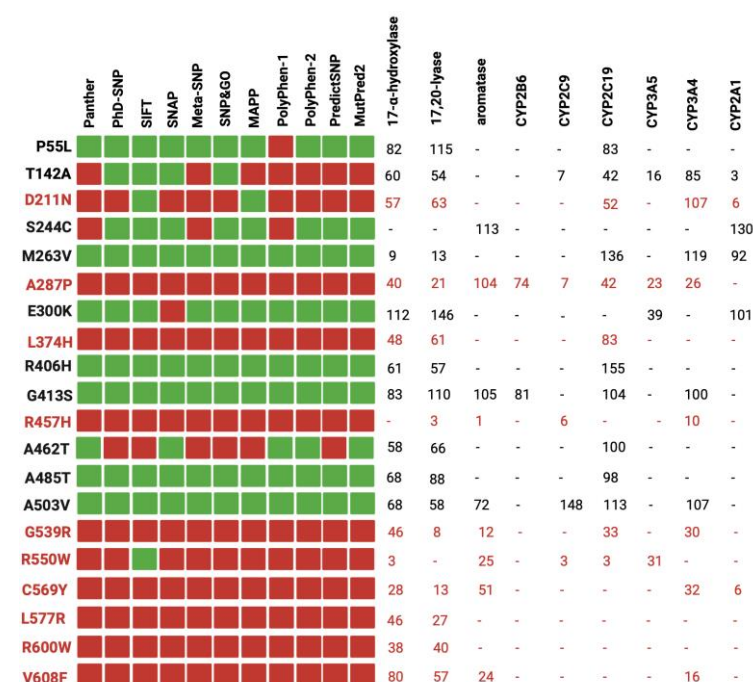 Panther PhD-SNP SIFT SNAP Meta-SNP SNP&GO MAPP PolyPhen-1 PolyPhen-2 PredictSNP MutPred2 17-α-hydroxylase 17,20-lyase aromatase CYP2B6 CYP2C9 CYP2C19 CYP3A5 CYP3A4 CYP2A1
P55L 82 115 - - - 83 - - -
T142A 60 54 - - 7 42 16 85 3
D211N 57 63 - - - 52 - 107 6
S244C - - 113 - - - - - 130
M263V 9 13 - - - 136 - 119 92
A287P 40 21 104 74 7 42 23 26 -
E300K 112 146 - - - - 39 - 101
L374H 48 61 - - - 83 - - -
R406H 61 57 - - - 155 - - -
G413S 83 110 105 81 - 104 - 100 -
R457H - 3 1 - 6 - - 10 -
A462T 58 66 - - - 100 - - -
A485T 68 88 - - - 98 - - -
A503V 68 58 72 - 148 113 - 107 -
G539R 46 8 12 - - 33 - 30 -
R550W 3 - 25 - 3 3 31 - -
C569Y 28 13 51 - - - - 32 6
L577R 46 27 - - - - - - -
R600W 38 40 - - - - - - -
V608F 80 57 24 - - - - 16 -